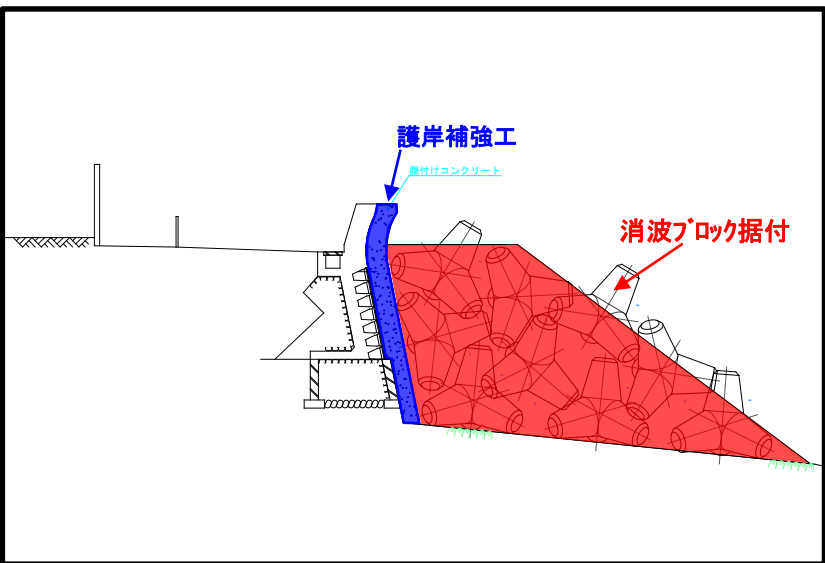 護岸補強工
腹付けコンクリート
消波ブロック据付